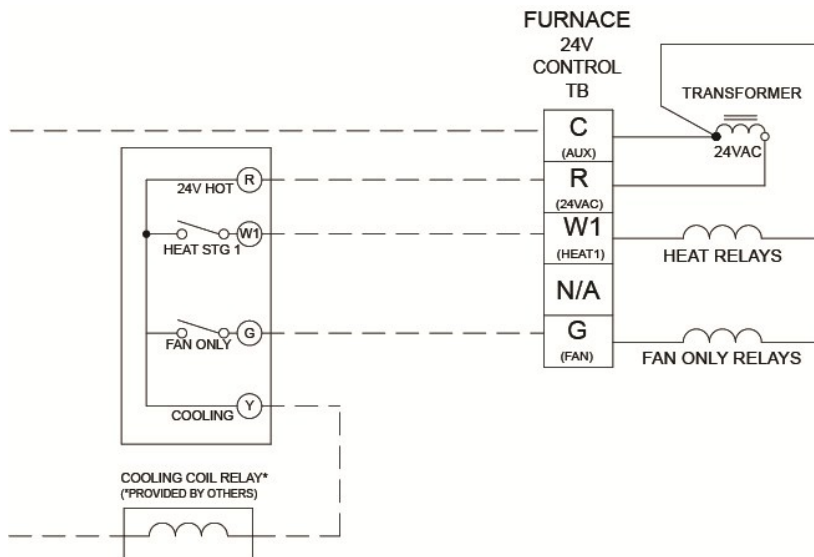 FURNACE
24V
CONTROL
TB
TRANSFORMER
C
(AUX)
24VAC
R
24V HOT
R
(24VAC)
W1
HEAT STG 1
W1
(HEAT1)
HEAT RELAYS
N/A
G
FAN ONLY
G
(FAN)
FAN ONLY RELAYS
Y
COOLING
COOLING COIL RELAY*
(*PROVIDED BY OTHERS)